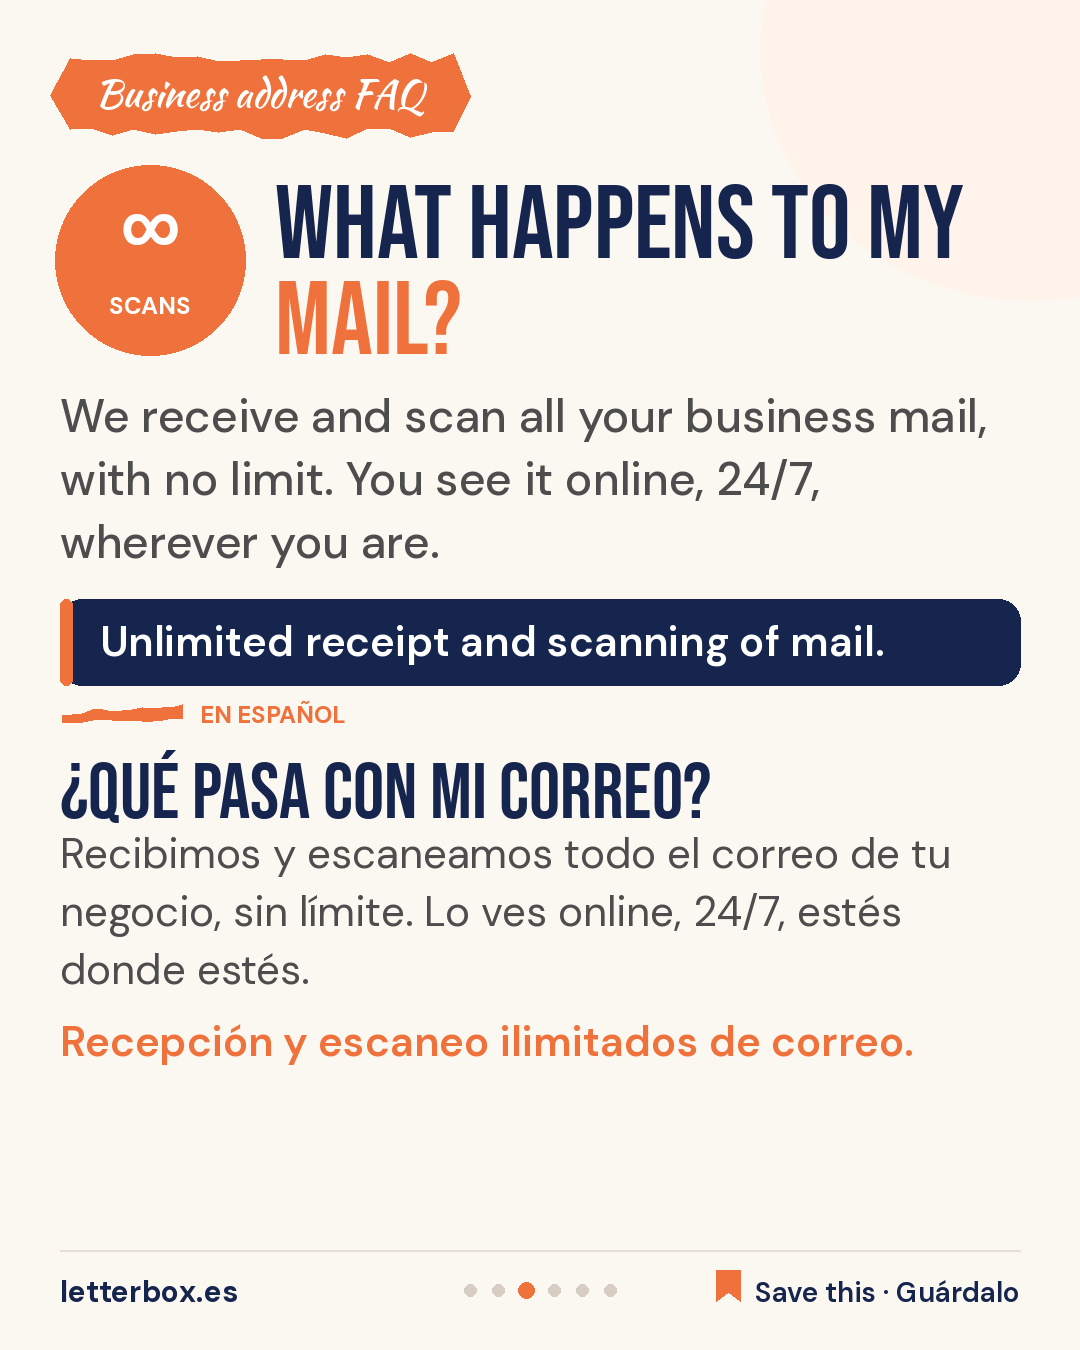 Business address FAQ
∞
SCANS
WHAT HAPPENS TO MY
MAIL?
We receive and scan all your business mail,
with no limit. You see it online, 24/7,
wherever you are.
Unlimited receipt and scanning of mail.
EN ESPAÑOL
¿QUÉ PASA CON MI CORREO?
Recibimos y escaneamos todo el correo de tu
negocio, sin límite. Lo ves online, 24/7, estés
donde estés.
Recepción y escaneo ilimitados de correo.
letterbox.es
Save this · Guárdalo